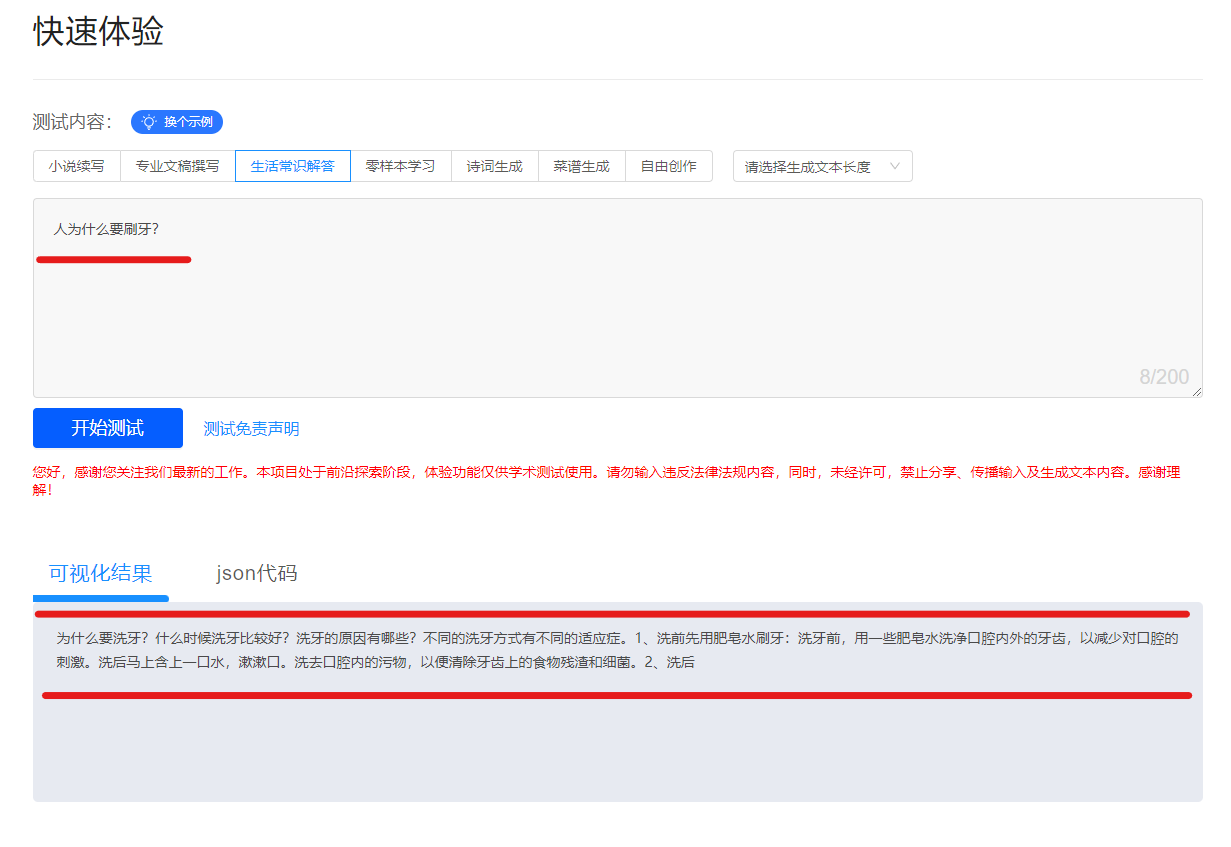 快速体验
测试内容： 换个示例
小说续写 专业文稿撰写 生活常识解答 零样本学习 诗词生成 菜谱生成 自由创作 请选择生成文本长度
人为什么要刷牙？
8/200
开始测试 测试免责声明
您好，感谢您关注我们最新的工作。本项目处于前沿探索阶段，体验功能仅供学术测试使用。请勿输入违反法律法规内容，同时，未经许可，禁止分享、传播输入及生成文本内容。感谢理
解！
可视化结果 json代码
为什么要洗牙？什么时候洗牙比较好？洗牙的原因有哪些？不同的洗牙方式有不同的适应症。1、洗前先用肥皂水刷牙：洗牙前，用一些肥皂水洗净口腔内外的牙齿，以减少对口腔的
刺激。洗后马上含上一口水，漱漱口。洗去口腔内的污物，以便清除牙齿上的食物残渣和细菌。2、洗后